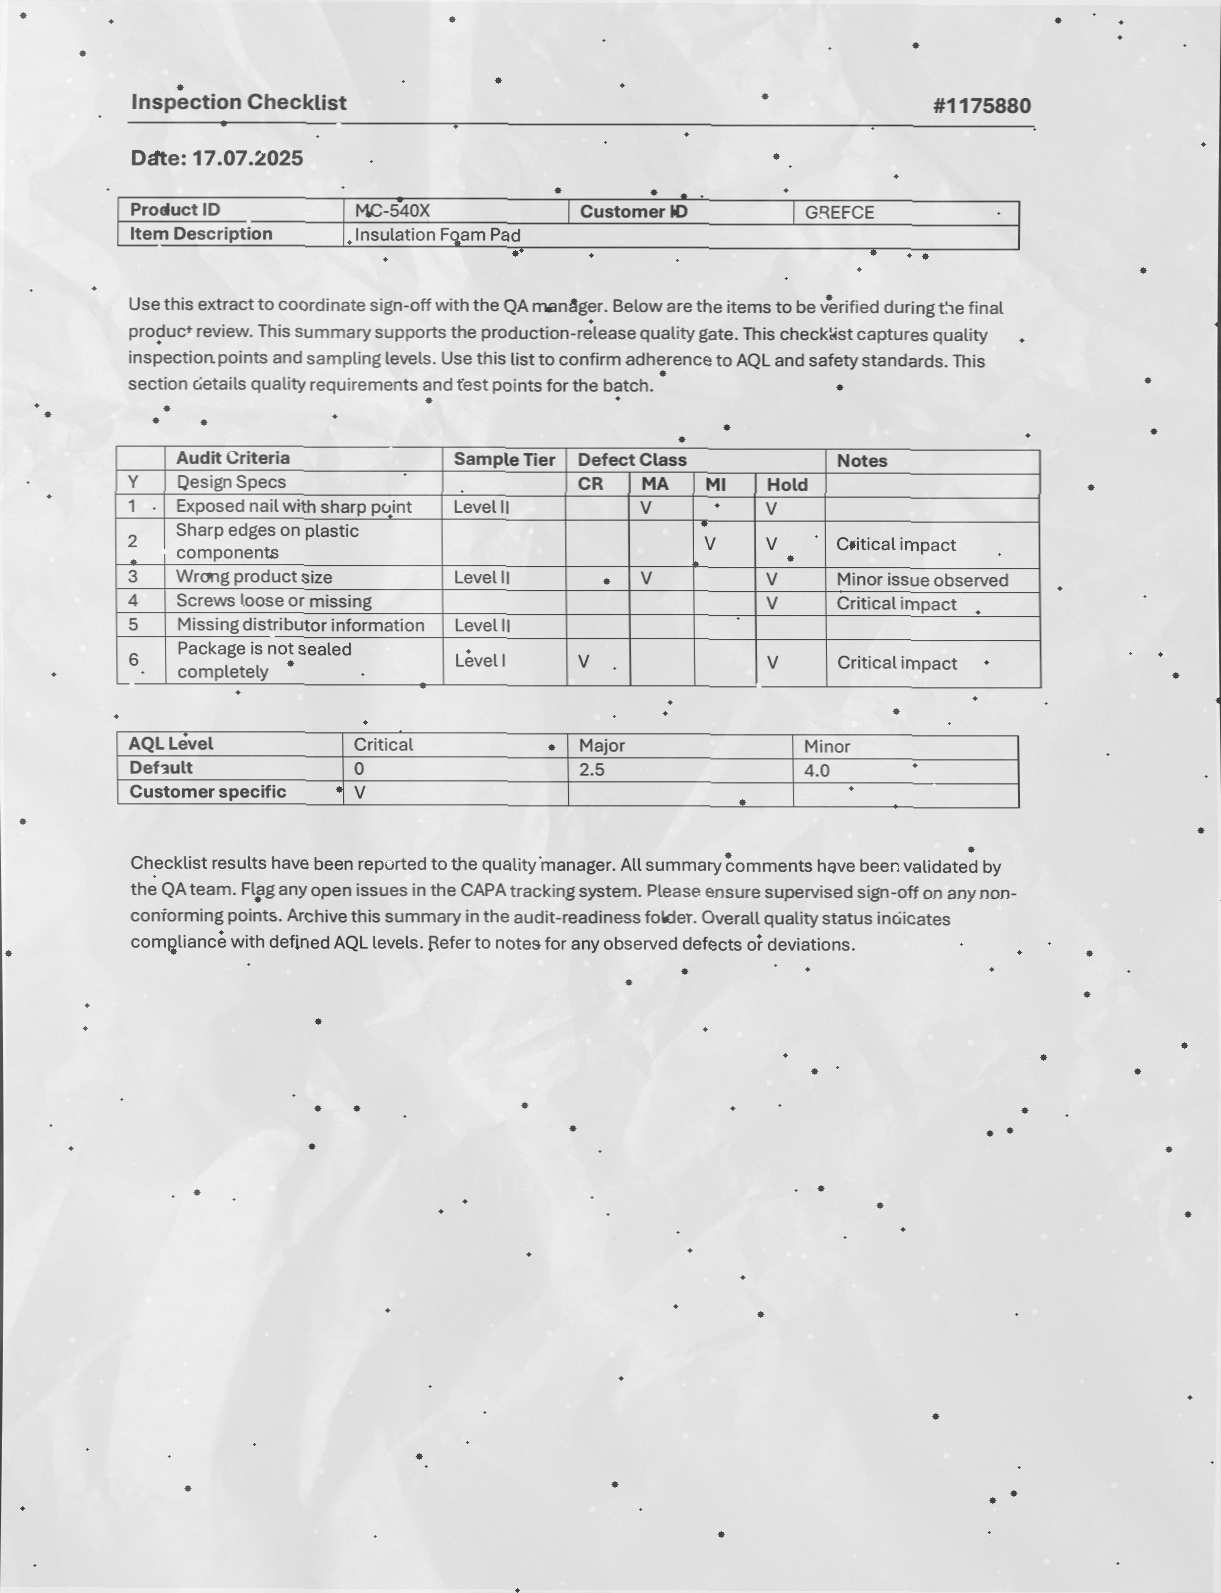 Inspection Checklist #1175880
Date: 17.07.2025
Product ID MC-540X Customer ID GREECE
Item Description Insulation Foam Pad
Use this extract to coordinate sign-off with the QA manager. Below are the items to be verified during the final
product review. This summary supports the production-release quality gate. This checklist captures quality
inspection points and sampling levels. Use this list to confirm adherence to AQL and safety standards. This
section details quality requirements and test points for the batch.
Audit Criteria Sample Tier Defect Class Notes
Y Design Specs CR MA MI Hold
1 Exposed nail with sharp point Level II V V
2 Sharp edges on plastic
components V V Critical impact
3 Wrong product size Level II V V Minor issue observed
4 Screws loose or missing V Critical impact
5 Missing distributor information Level II
6 Package is not sealed
completely Level I V V Critical impact
AQL Level Critical Major Minor
Default 0 2.5 4.0
Customer specific V
Checklist results have been reported to the quality manager. All summary comments have been validated by
the QA team. Flag any open issues in the CAPA tracking system. Please ensure supervised sign-off on any non-
conforming points. Archive this summary in the audit-readiness folder. Overall quality status indicates
compliance with defined AQL levels. Refer to notes for any observed defects or deviations.